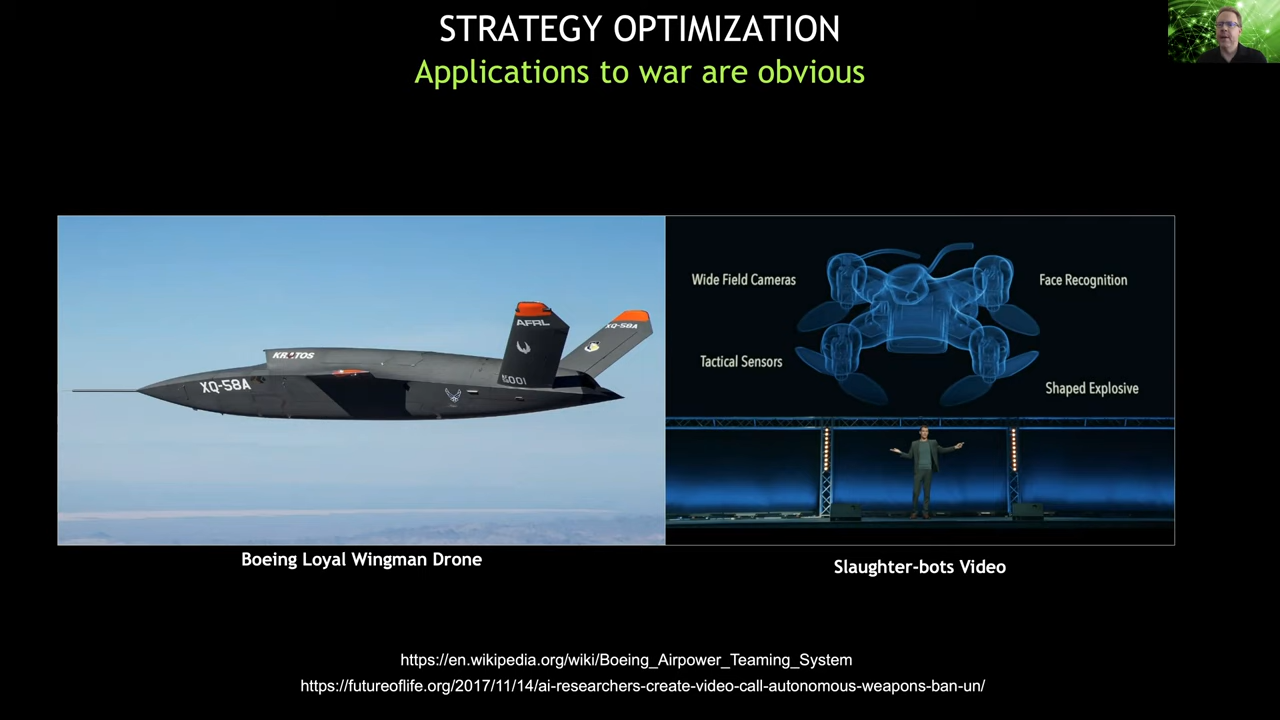 STRATEGY OPTIMIZATION
Applications to war are obvious
KRATOS
XQ-58A
AFRL
XQ-58A
Wide Field Cameras
Face Recognition
Tactical Sensors
Shaped Explosive
Boeing Loyal Wingman Drone
Slaughter-bots Video
https://en.wikipedia.org/wiki/Boeing_Airpower_Teaming_System
https://futureoflife.org/2017/11/14/ai-researchers-create-video-call-autonomous-weapons-ban-un/